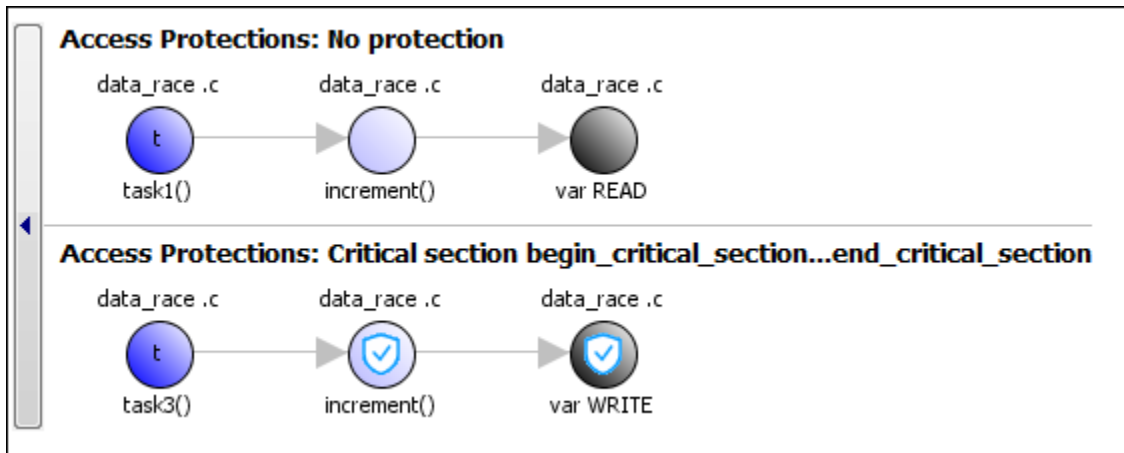 Access Protections: No protection
data_race .c data_race .c data_race .c
t
task1() increment() var READ
Access Protections: Critical section begin_critical_section...end_critical_section
data_race .c data_race .c data_race .c
t
task3() increment() var WRITE